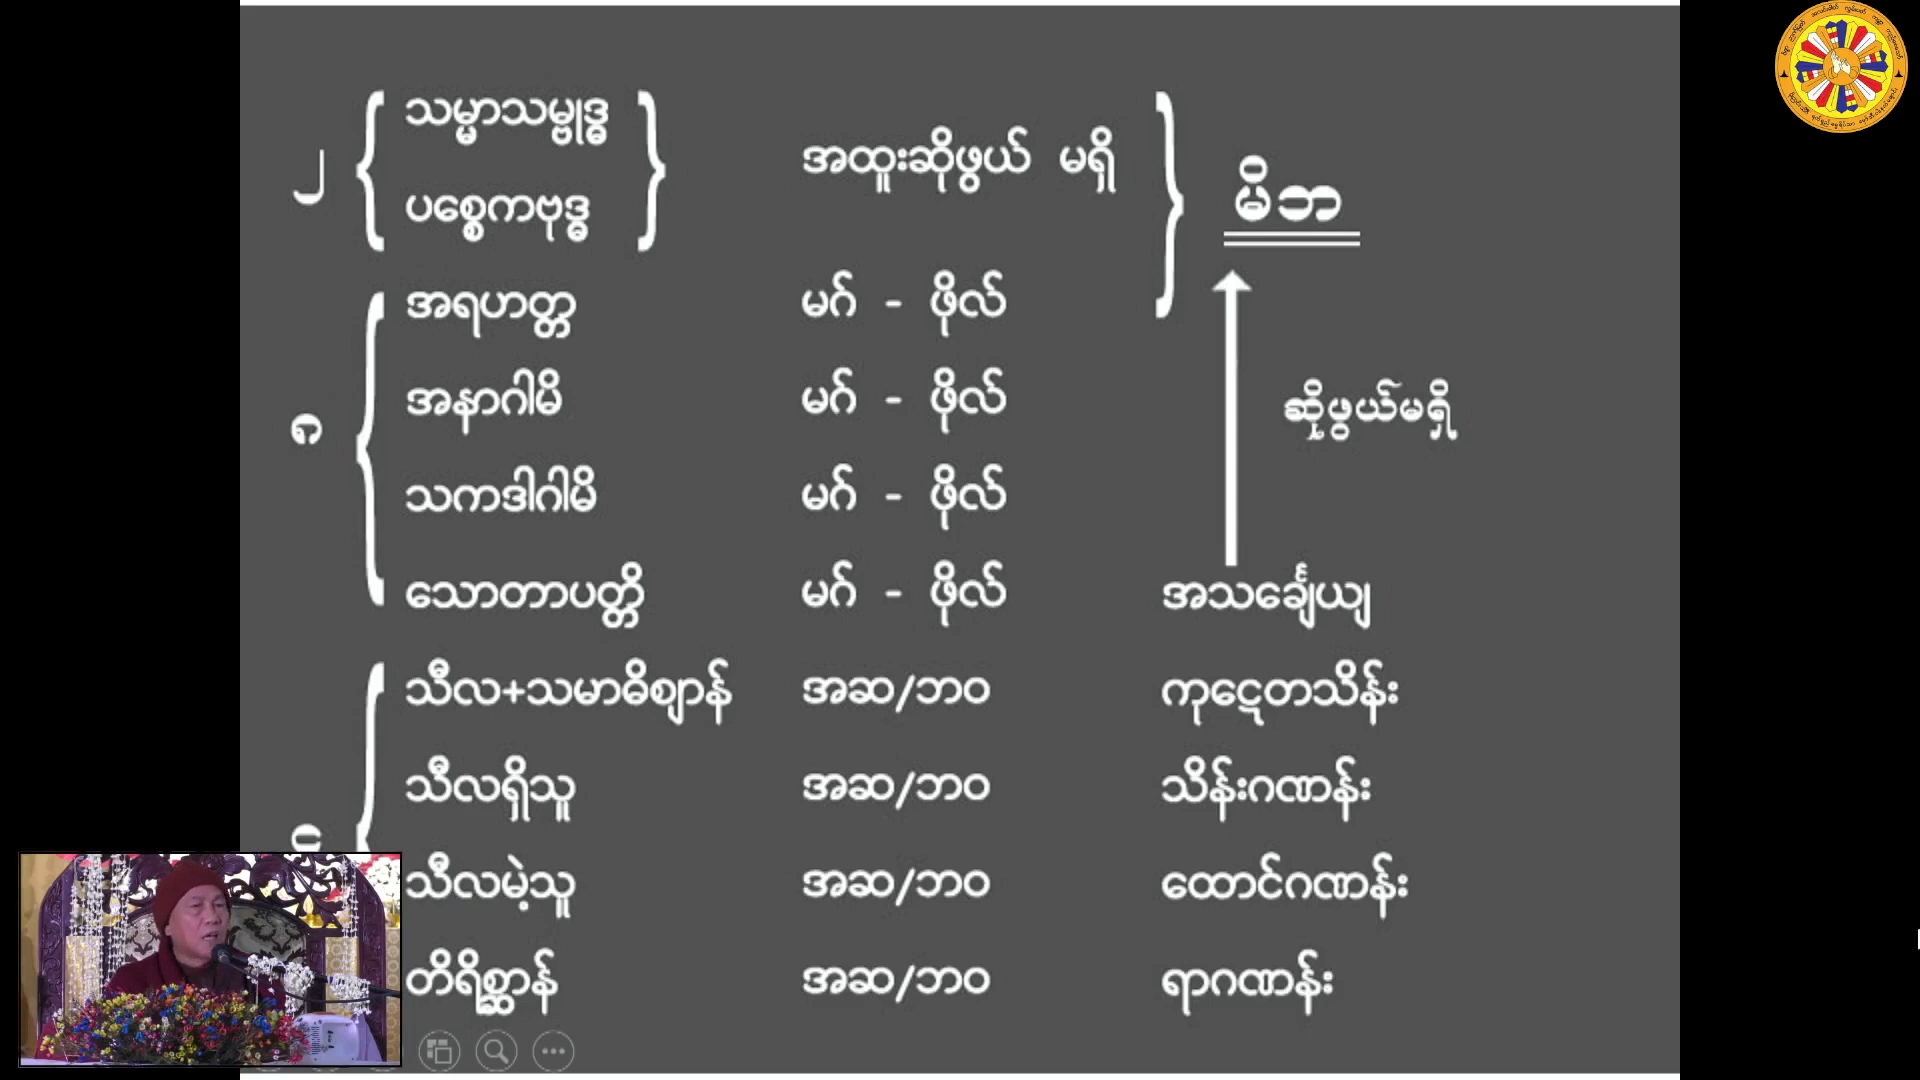 ၂ { သမ္မာသမ္ဗုဒ္ဓ }
ပစ္စေကဗုဒ္ဓ
အထူးဆိုဖွယ် မရှိ
မိဘ
၈ { အရဟတ္တ မဂ် - ဖိုလ်
အနာဂါမိ မဂ် - ဖိုလ်
ဆိုဖွယ်မရှိ
သကဒါဂါမိ မဂ် - ဖိုလ်
သောတာပတ္တိ မဂ် - ဖိုလ် အသင်္ချေယျ
သီလ+သမာဓိဈာန် အဆ/ဘဝ ကုဋေတသိန်း
သီလရှိသူ အဆ/ဘဝ သိန်းဂဏန်း
သီလမဲ့သူ အဆ/ဘဝ ထောင်ဂဏန်း
တိရိစ္ဆာန် အဆ/ဘဝ ရာဂဏန်း